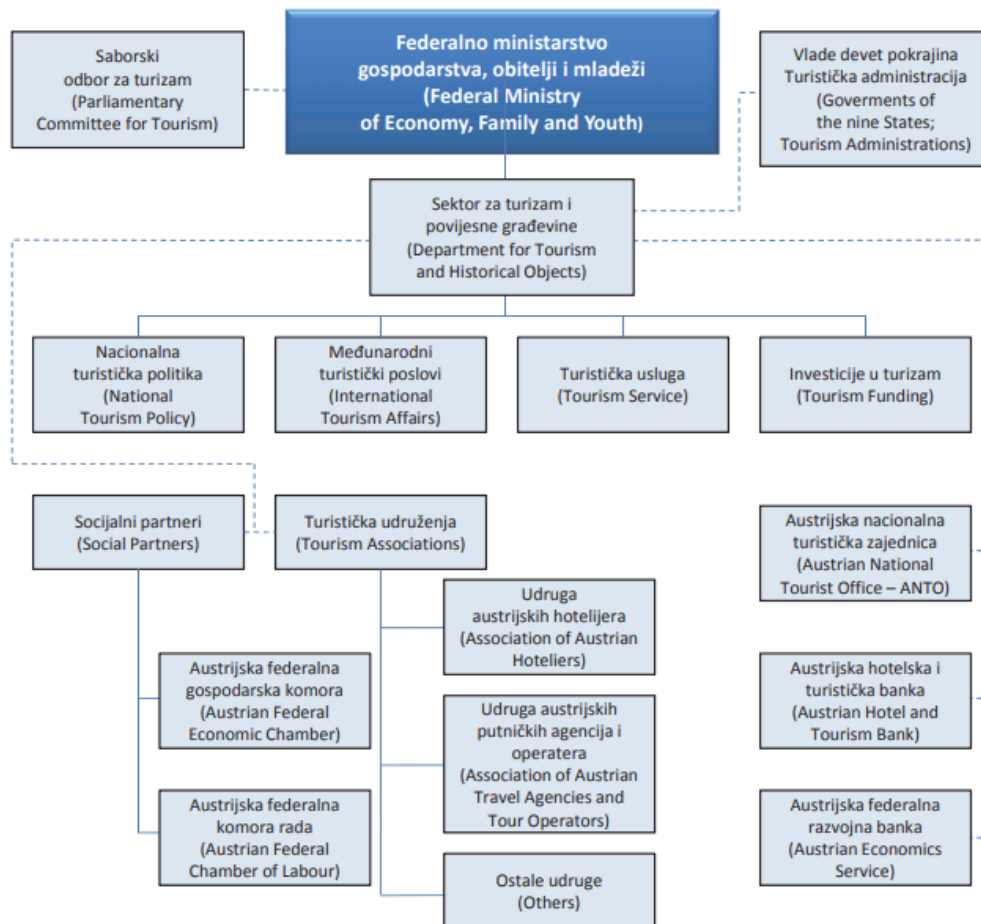 Saborski
odbor za turizam
(Parliamentary
Committee for Tourism)
Federalno ministarstvo
gospodarstva, obitelji i mladeži
(Federal Ministry
of Economy, Family and Youth)
Vlade devet pokrajina
Turistička administracija
(Goverments of
the nine States;
Tourism Administrations)
Sektor za turizam i
povijesne građevine
(Department for Tourism
and Historical Objects)
Nacionalna
turistička politika
(National
Tourism Policy)
Međunarodni
turistički poslovi
(International
Tourism Affairs)
Turistička usluga
(Tourism Service)
Investicije u turizam
(Tourism Funding)
Socijalni partneri
(Social Partners)
Turistička udruženja
(Tourism Associations)
Austrijska nacionalna
turistička zajednica
(Austrian National
Tourist Office – ANTO)
Udruga
austrijskih hotelijera
(Association of Austrian
Hoteliers)
Austrijska federalna
gospodarska komora
(Austrian Federal
Economic Chamber)
Udruga austrijskih
putničkih agencija i
operatera
(Association of Austrian
Travel Agencies and
Tour Operators)
Austrijska hotelska i
turistička banka
(Austrian Hotel and
Tourism Bank)
Austrijska federalna
komora rada
(Austrian Federal
Chamber of Labour)
Ostale udruge
(Others)
Austrijska federalna
razvojna banka
(Austrian Economics
Service)